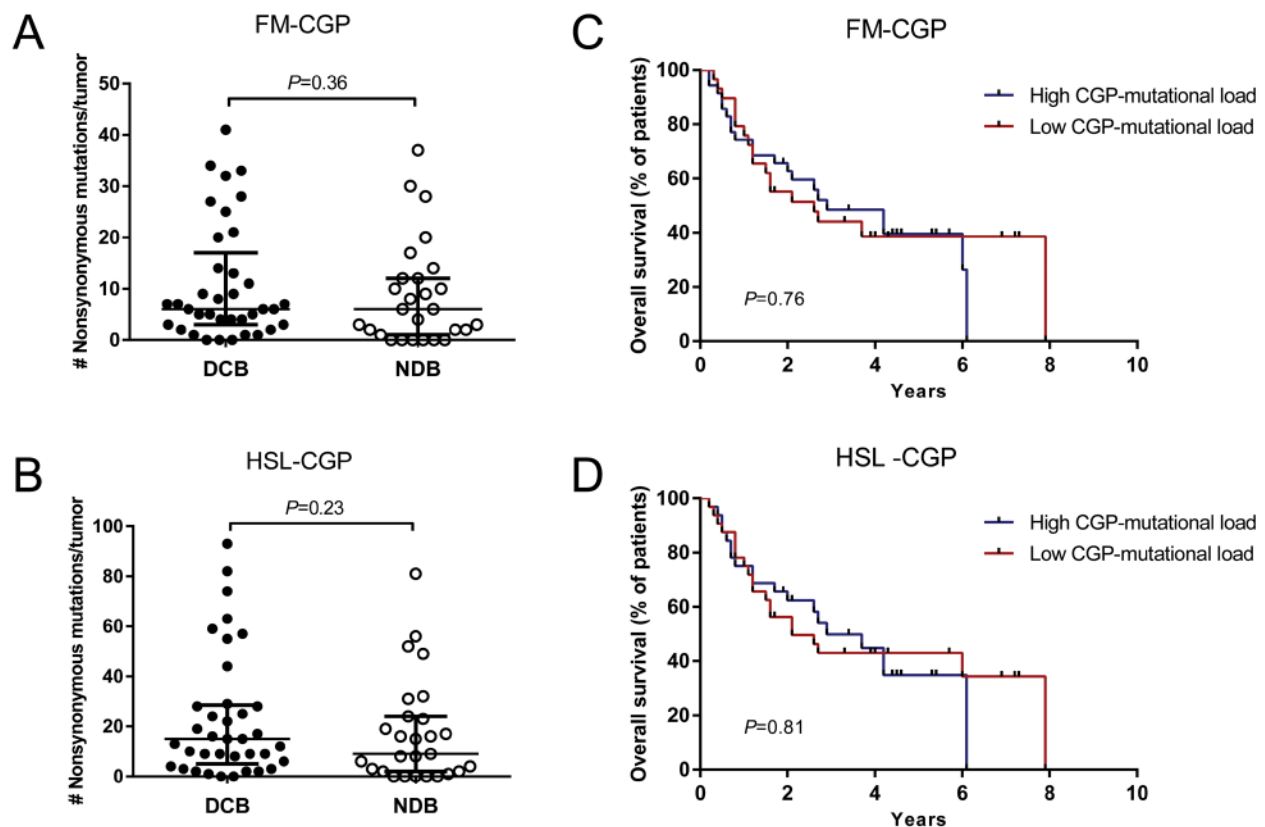 A
FM-CGP
# Nonsynonymous mutations/tumor
P=0.36
50
40
30
20
10
0
DCB
NDB
B
HSL-CGP
# Nonsynonymous mutations/tumor
P=0.23
100
80
60
40
20
0
DCB
NDB
C
FM-CGP
Overall survival (% of patients)
100
80
60
40
20
0
High CGP-mutational load
Low CGP-mutational load
P=0.76
0
2
4
6
8
10
Years
D
HSL -CGP
Overall survival (% of patients)
100
80
60
40
20
0
High CGP-mutational load
Low CGP-mutational load
P=0.81
0
2
4
6
8
10
Years